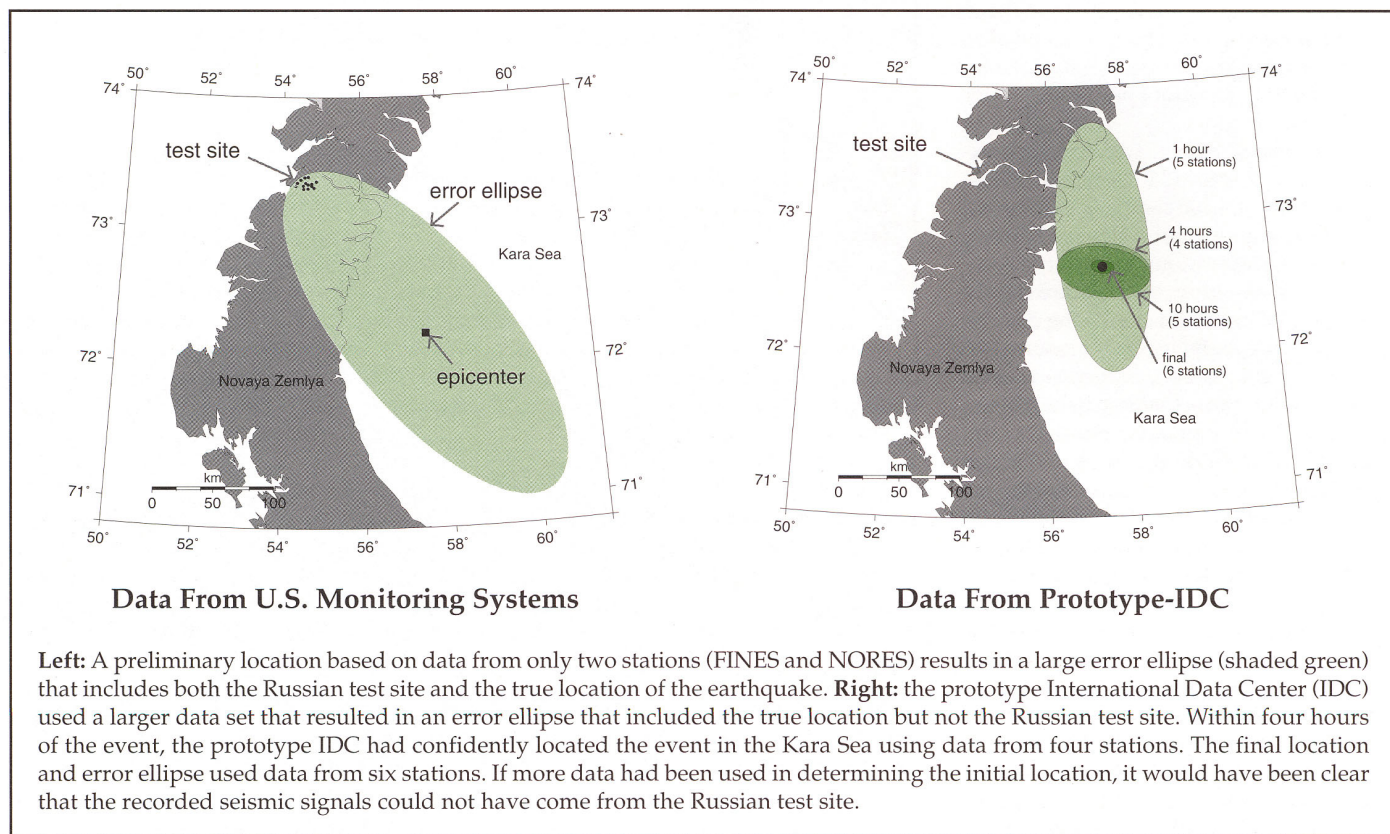 50° 52° 54° 56° 58° 60°
74° 74°
test site
error ellipse
73° 73°
Kara Sea
72° 72°
epicenter
Novaya Zemlya
71° 71°
km
0 50 100
50° 52° 54° 56° 58° 60°
Data From U.S. Monitoring Systems
50° 52° 54° 56° 58° 60°
74° 74°
test site
1 hour
(5 stations)
73° 73°
4 hours
(4 stations)
10 hours
(5 stations)
72° 72°
final
(6 stations)
Novaya Zemlya
Kara Sea
71° 71°
km
0 50 100
50° 52° 54° 56° 58° 60°
Data From Prototype-IDC
Left: A preliminary location based on data from only two stations (FINES and NORES) results in a large error ellipse (shaded green)
that includes both the Russian test site and the true location of the earthquake. Right: the prototype International Data Center (IDC)
used a larger data set that resulted in an error ellipse that included the true location but not the Russian test site. Within four hours
of the event, the prototype IDC had confidently located the event in the Kara Sea using data from four stations. The final location
and error ellipse used data from six stations. If more data had been used in determining the initial location, it would have been clear
that the recorded seismic signals could not have come from the Russian test site.